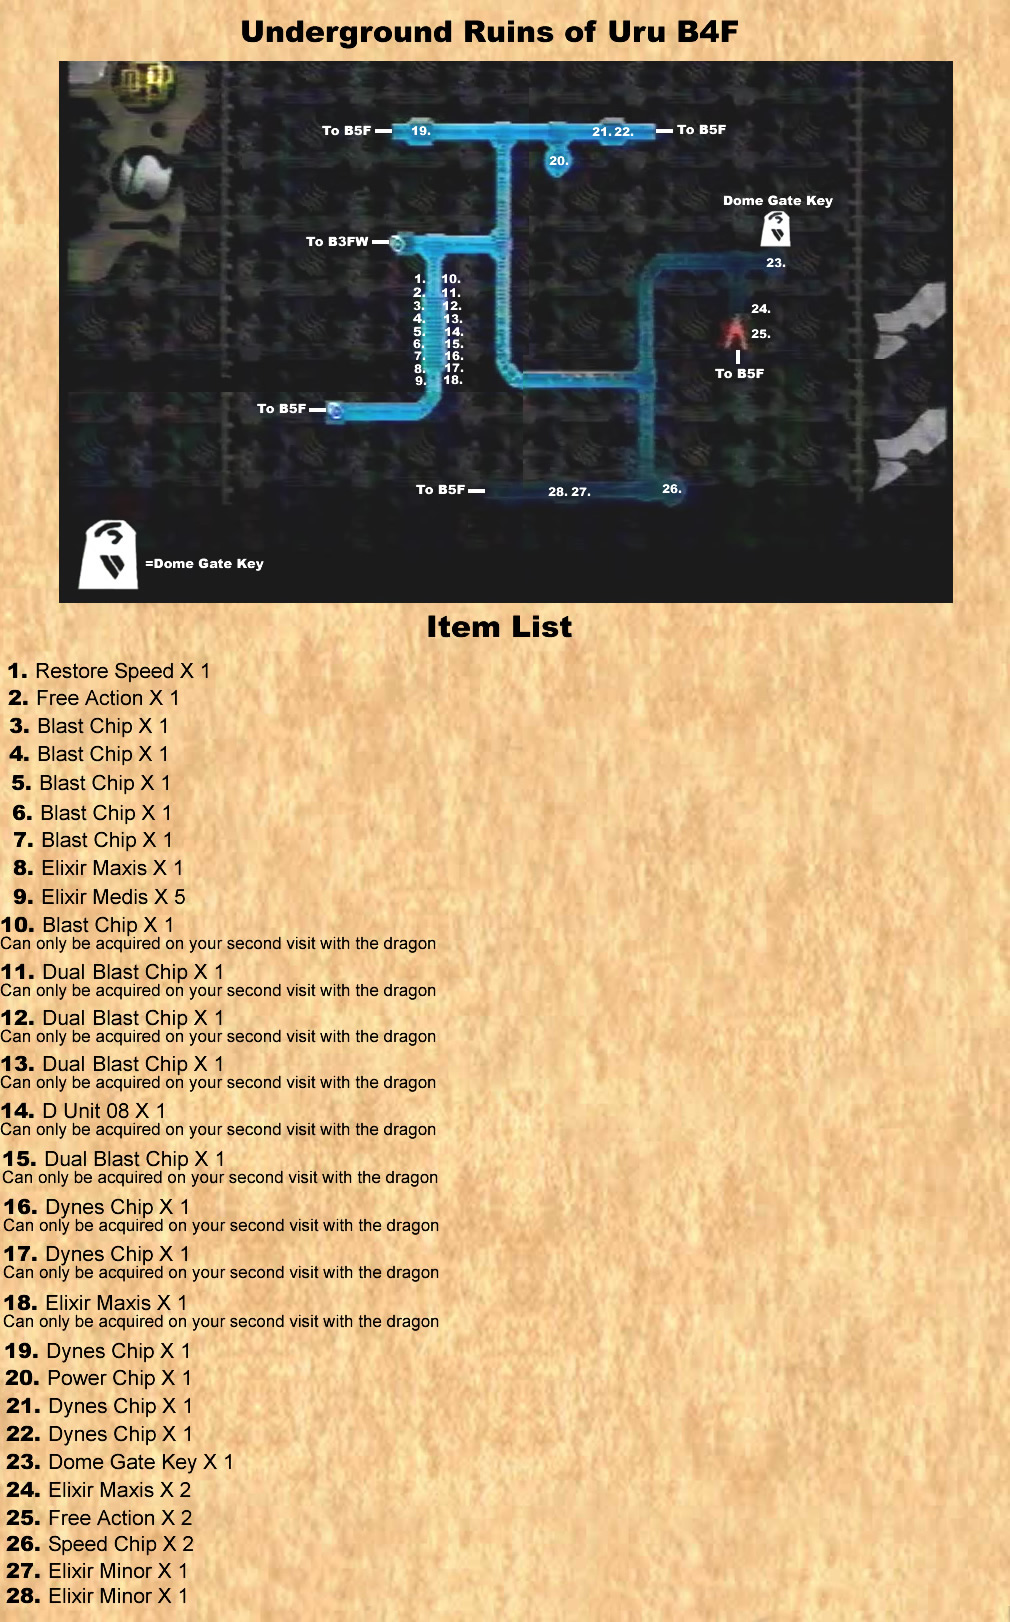 Underground Ruins of Uru B4F
To B5F
19.
21. 22.
To B5F
20.
Dome Gate Key
To B3FW
23.
1. 10.
2. 11.
3. 12.
4. 13.
5. 14.
6. 15.
7. 16.
8. 17.
9. 18.
24.
25.
To B5F
To B5F
To B5F
28. 27.
26.
=Dome Gate Key
Item List
1. Restore Speed X 1
2. Free Action X 1
3. Blast Chip X 1
4. Blast Chip X 1
5. Blast Chip X 1
6. Blast Chip X 1
7. Blast Chip X 1
8. Elixir Maxis X 1
9. Elixir Medis X 5
10. Blast Chip X 1
Can only be acquired on your second visit with the dragon
11. Dual Blast Chip X 1
Can only be acquired on your second visit with the dragon
12. Dual Blast Chip X 1
Can only be acquired on your second visit with the dragon
13. Dual Blast Chip X 1
Can only be acquired on your second visit with the dragon
14. D Unit 08 X 1
Can only be acquired on your second visit with the dragon
15. Dual Blast Chip X 1
Can only be acquired on your second visit with the dragon
16. Dynes Chip X 1
Can only be acquired on your second visit with the dragon
17. Dynes Chip X 1
Can only be acquired on your second visit with the dragon
18. Elixir Maxis X 1
Can only be acquired on your second visit with the dragon
19. Dynes Chip X 1
20. Power Chip X 1
21. Dynes Chip X 1
22. Dynes Chip X 1
23. Dome Gate Key X 1
24. Elixir Maxis X 2
25. Free Action X 2
26. Speed Chip X 2
27. Elixir Minor X 1
28. Elixir Minor X 1